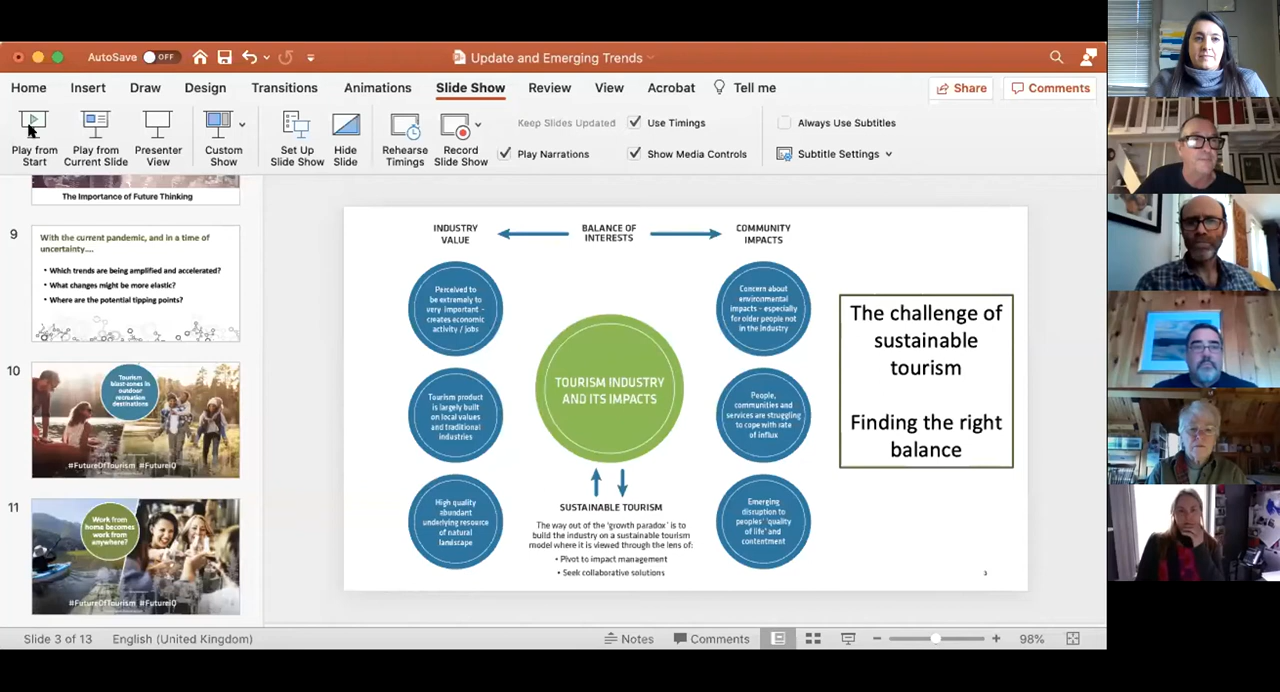 AutoSave OFF
Update and Emerging Trends
Home Insert Draw Design Transitions Animations Slide Show Review View Acrobat Tell me
Share Comments
Play from
Start
Play from
Current Slide
Presenter
View
Custom
Show
Set Up
Slide Show
Hide
Slide
Rehearse
Timings
Record
Slide Show
Keep Slides Updated
Play Narrations
Use Timings
Show Media Controls
Always Use Subtitles
Subtitle Settings
The Importance of Future Thinking
9
With the current pandemic, and in a time of
uncertainty....
• Which trends are being amplified and accelerated?
• What changes might be more elastic?
• Where are the potential tipping points?
10
Tourism
blast-zones in
outdoor
recreation
destinations
#FutureOfTourism #FutureIQ
11
Work from
home becomes
work from
anywhere?
#FutureOfTourism #FutureIQ
INDUSTRY
VALUE
BALANCE OF
INTERESTS
COMMUNITY
IMPACTS
Perceived to
be extremely to
very important -
creates economic
activity / jobs
Tourism product
is largely built
on local values
and traditional
industries
High quality
abundant
underlying resource
of natural
landscape
TOURISM INDUSTRY
AND ITS IMPACTS
SUSTAINABLE TOURISM
The way out of the 'growth paradox' is to
build the industry on a sustainable tourism
model where it is viewed through the lens of:
• Pivot to impact management
• Seek collaborative solutions
Concern about
environmental
impacts - especially
for older people not
in the industry
People,
communities and
services are struggling
to cope with rate
of influx
Emerging
disruption to
peoples' 'quality
of life' and
contentment
The challenge of
sustainable
tourism
Finding the right
balance
3
Slide 3 of 13 English (United Kingdom)
Notes Comments 98%